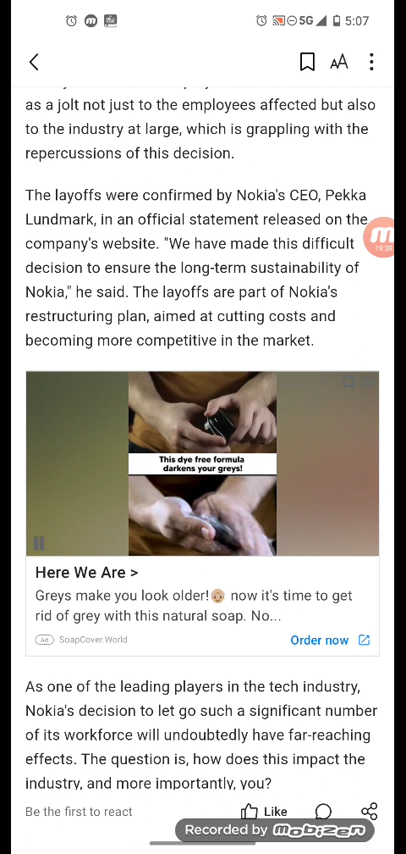 5G 5:07
AA
as a jolt not just to the employees affected but also
to the industry at large, which is grappling with the
repercussions of this decision.
The layoffs were confirmed by Nokia's CEO, Pekka
Lundmark, in an official statement released on the
company's website. "We have made this difficult
19:39
decision to ensure the long-term sustainability of
Nokia," he said. The layoffs are part of Nokia's
restructuring plan, aimed at cutting costs and
becoming more competitive in the market.
This dye free formula
darkens your greys!
Here We Are >
Greys make you look older! now it's time to get
rid of grey with this natural soap. No...
Ad SoapCover.World
Order now
As one of the leading players in the tech industry,
Nokia's decision to let go such a significant number
of its workforce will undoubtedly have far-reaching
effects. The question is, how does this impact the
industry, and more importantly, you?
Be the first to react
Like
Recorded by mobizen